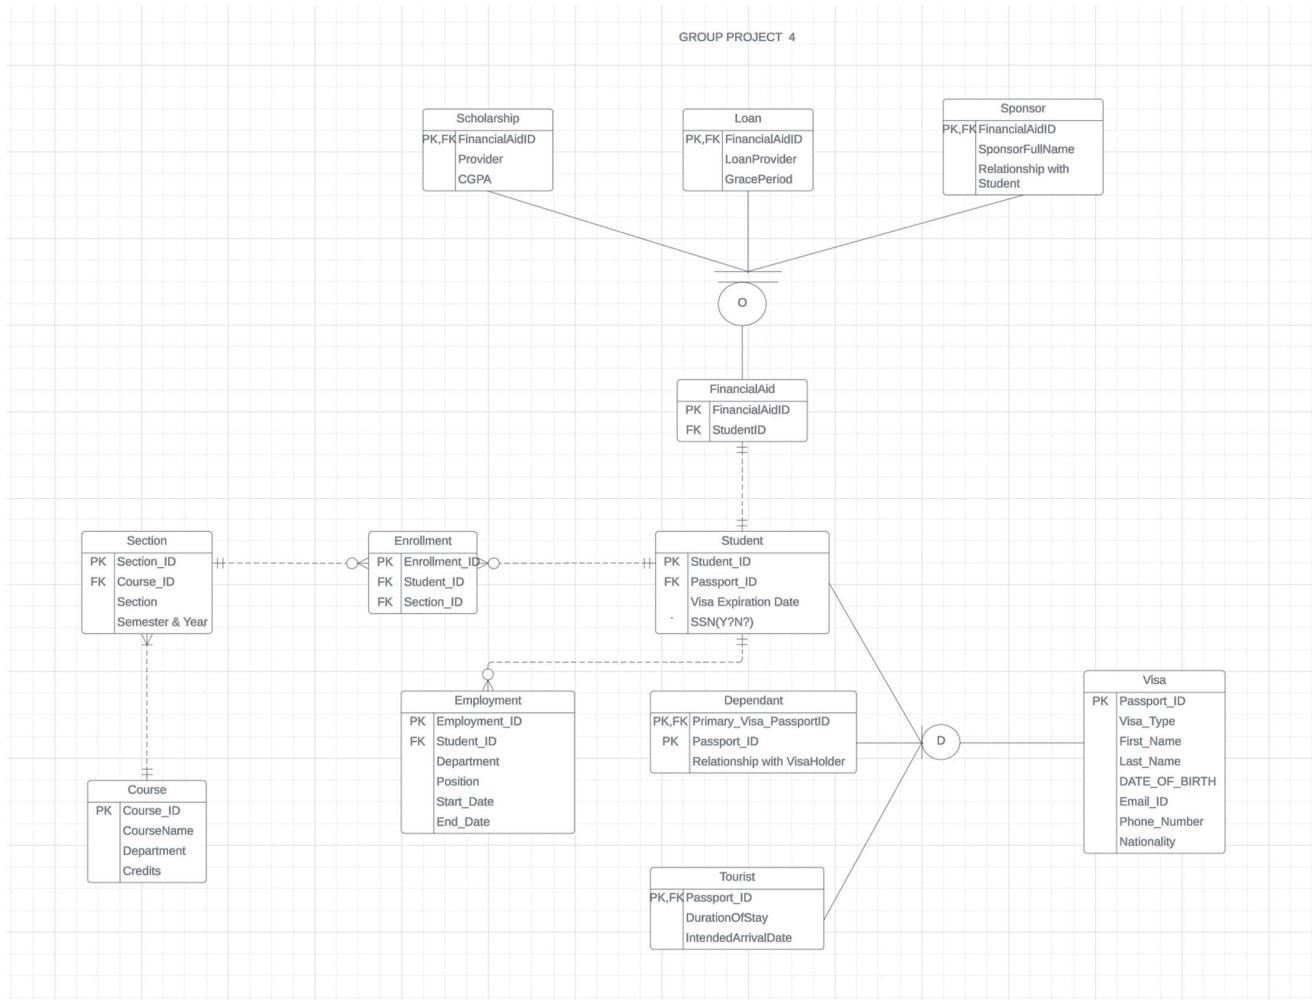 GROUP PROJECT 4
Scholarship
PK,FK FinancialAidID
Provider
CGPA
Loan
PK,FK FinancialAidID
LoanProvider
GracePeriod
Sponsor
PK,FK FinancialAidID
SponsorFullName
Relationship with
Student
O
FinancialAid
PK FinancialAidID
FK StudentID
Section
PK Section_ID
FK Course_ID
Section
Semester & Year
Enrollment
PK Enrollment_ID
FK Student_ID
FK Section_ID
Student
PK Student_ID
FK Passport_ID
Visa Expiration Date
SSN(Y?N?)
Employment
PK Employment_ID
FK Student_ID
Department
Position
Start_Date
End_Date
Dependant
PK,FK Primary_Visa_PassportID
PK Passport_ID
Relationship with VisaHolder
D
Visa
PK Passport_ID
Visa_Type
First_Name
Last_Name
DATE_OF_BIRTH
Email_ID
Phone_Number
Nationality
Course
PK Course_ID
CourseName
Department
Credits
Tourist
PK,FK Passport_ID
DurationOfStay
IntendedArrivalDate